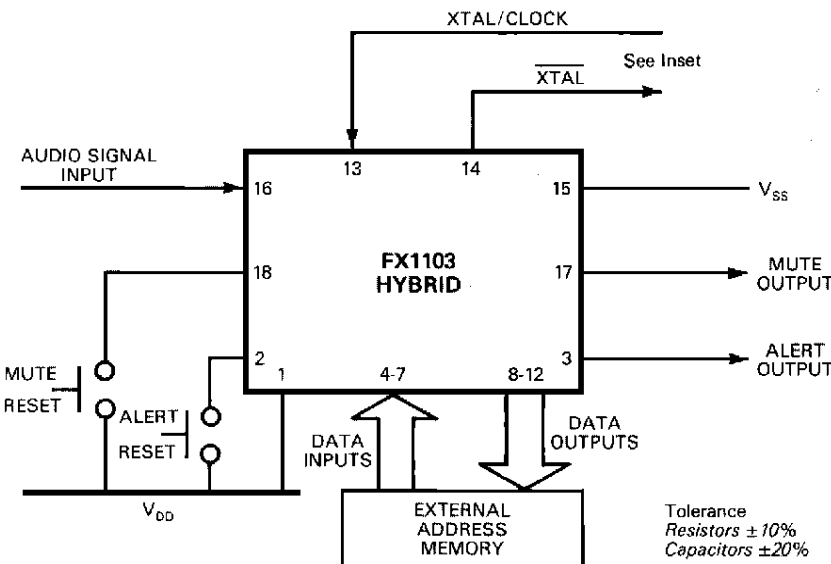 XTAL/CLOCK
See Inset
XTAL
AUDIO SIGNAL
INPUT
13
14
16
15
VSS
FX1103
HYBRID
18
17
MUTE
OUTPUT
2
1
4-7
8-12
3
ALERT
OUTPUT
MUTE
RESET
ALERT
RESET
DATA
INPUTS
DATA
OUTPUTS
VDD
EXTERNAL
ADDRESS
MEMORY
Tolerance
Resistors ±10%
Capacitors ±20%